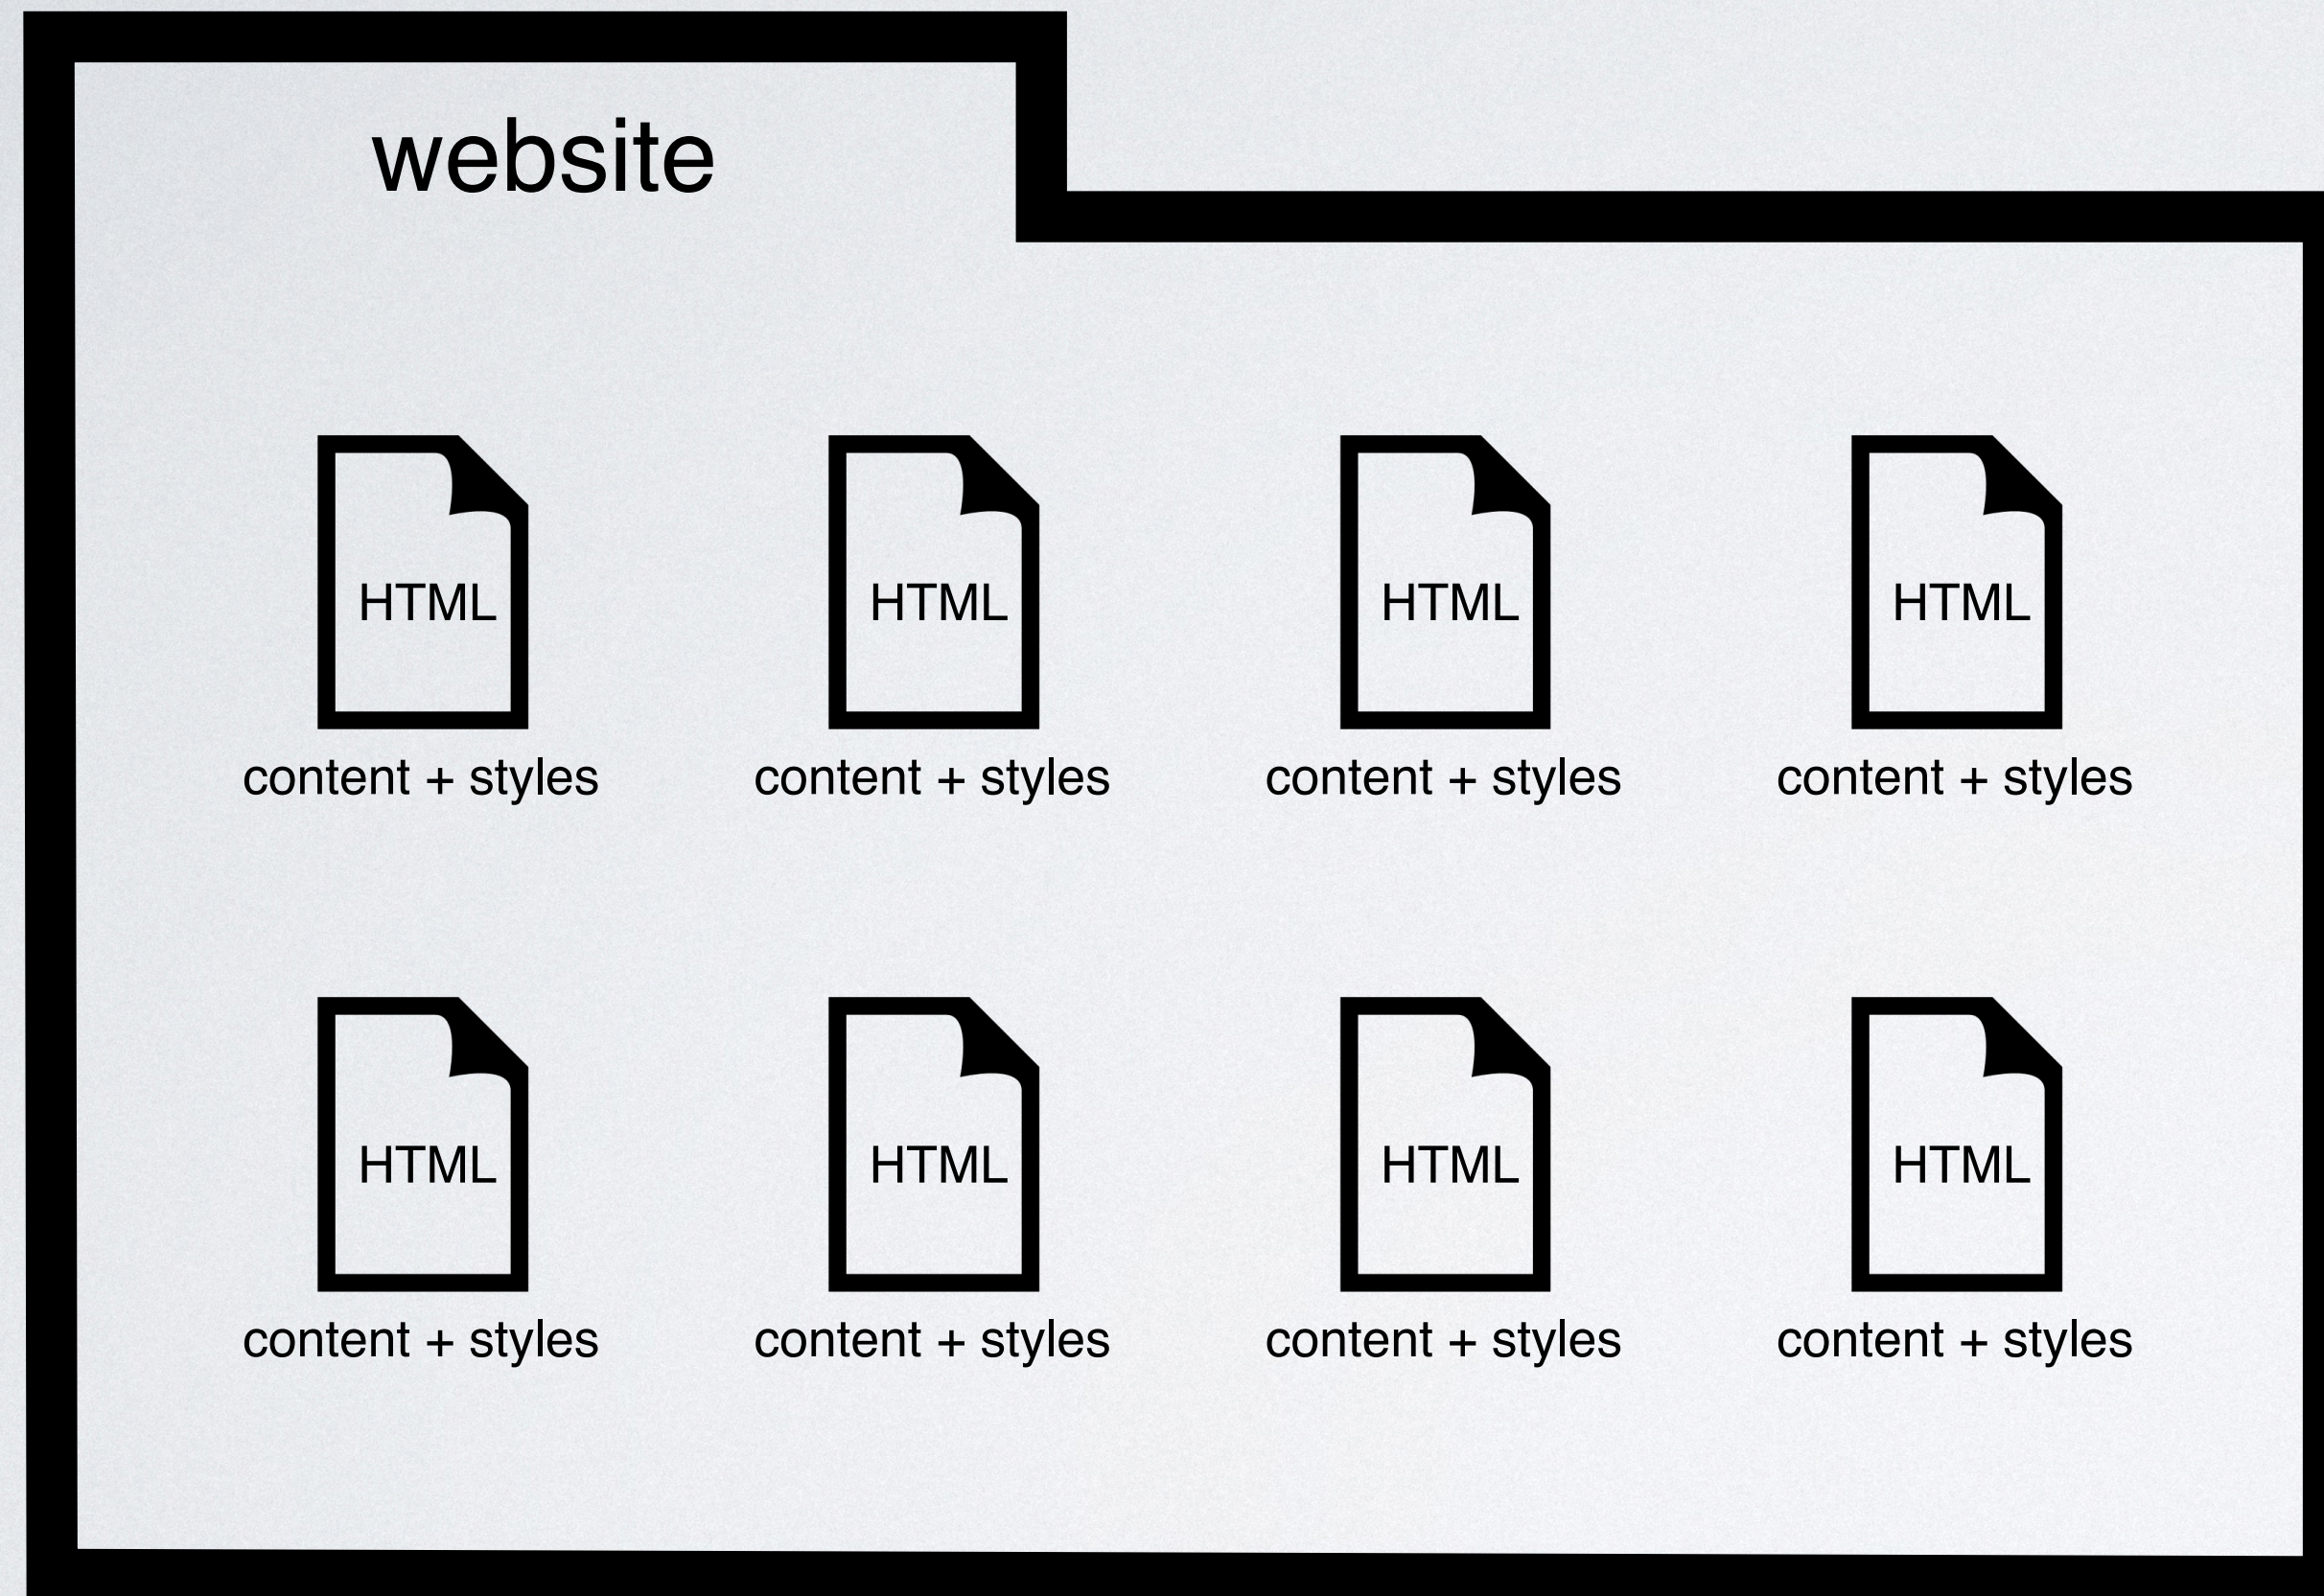 website
HTML HTML HTML HTML
content + styles content + styles content + styles content + styles
HTML HTML HTML HTML
content + styles content + styles content + styles content + styles